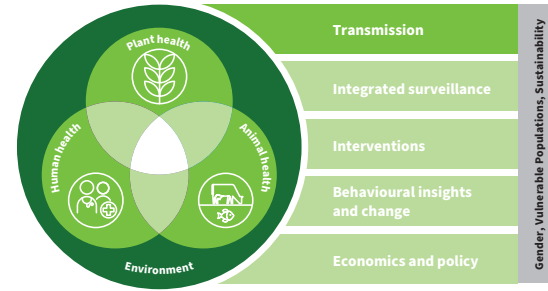 Plant health
Human health
Animal health
Environment
Transmission
Integrated surveillance
Interventions
Behavioural insights
and change
Economics and policy
Gender, Vulnerable Populations, Sustainability